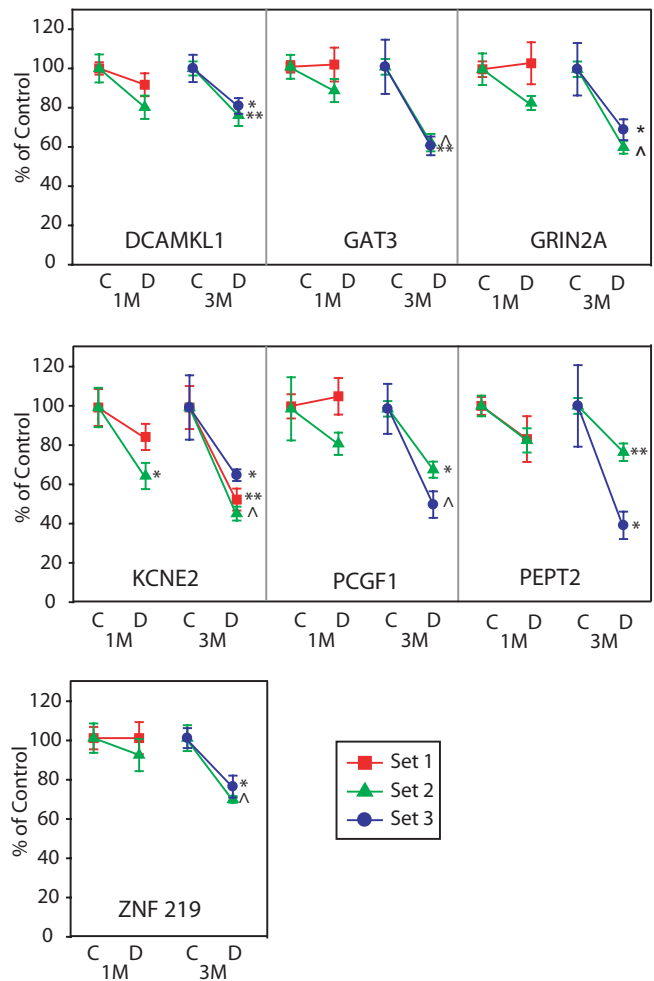 120
100
80
60
40
20
0
% of Control
*
**
^
**
*
^
DCAMKL1 GAT3 GRIN2A
C D C D C D C D C D C D
1M 3M 1M 3M 1M 3M
120
100
80
60
40
20
0
% of Control
*
*
**
^
*
^
**
*
KCNE2 PCGF1 PEPT2
C D C D C D C D C D C D
1M 3M 1M 3M 1M 3M
120
100
80
60
40
20
0
% of Control
*
^
ZNF 219
C D C D
1M 3M
Set 1
Set 2
Set 3